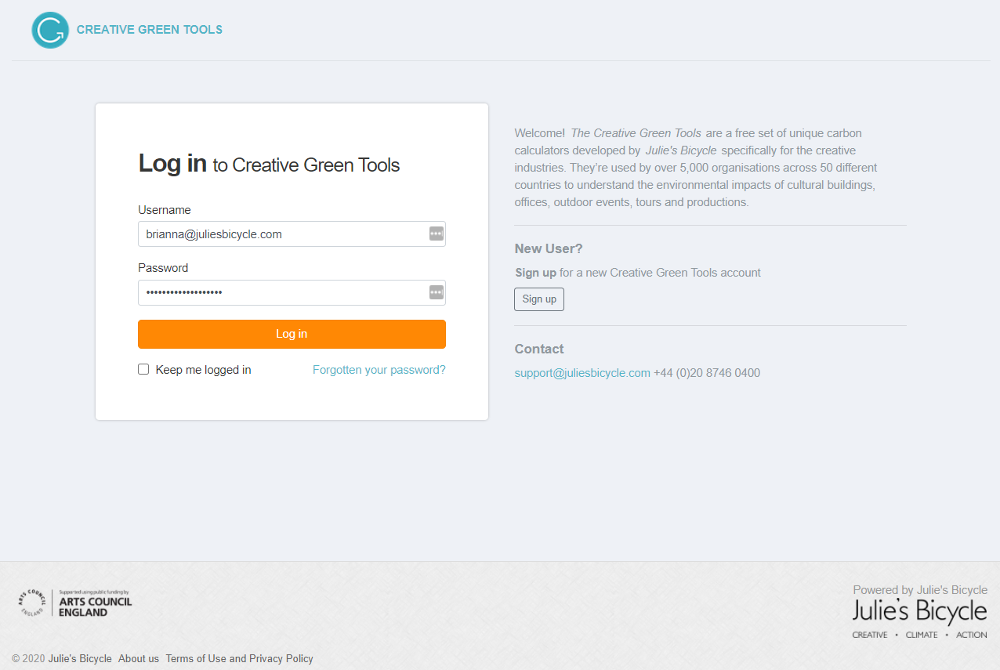 CREATIVE GREEN TOOLS
Log in to Creative Green Tools
Username
brianna@juliesbicycle.com
Password
•••••••••••••••••••
Log in
Keep me logged in
Forgotten your password?
Welcome! The Creative Green Tools are a free set of unique carbon
calculators developed by Julie's Bicycle specifically for the creative
industries. They're used by over 5,000 organisations across 50 different
countries to understand the environmental impacts of cultural buildings,
offices, outdoor events, tours and productions.
New User?
Sign up for a new Creative Green Tools account
Sign up
Contact
support@juliesbicycle.com +44 (0)20 8746 0400
ARTS COUNCIL
ENGLAND
Supported using public funding by
ARTS COUNCIL
ENGLAND
Powered by Julie's Bicycle
Julie's Bicycle
CREATIVE • CLIMATE • ACTION
© 2020 Julie's Bicycle About us Terms of Use and Privacy Policy